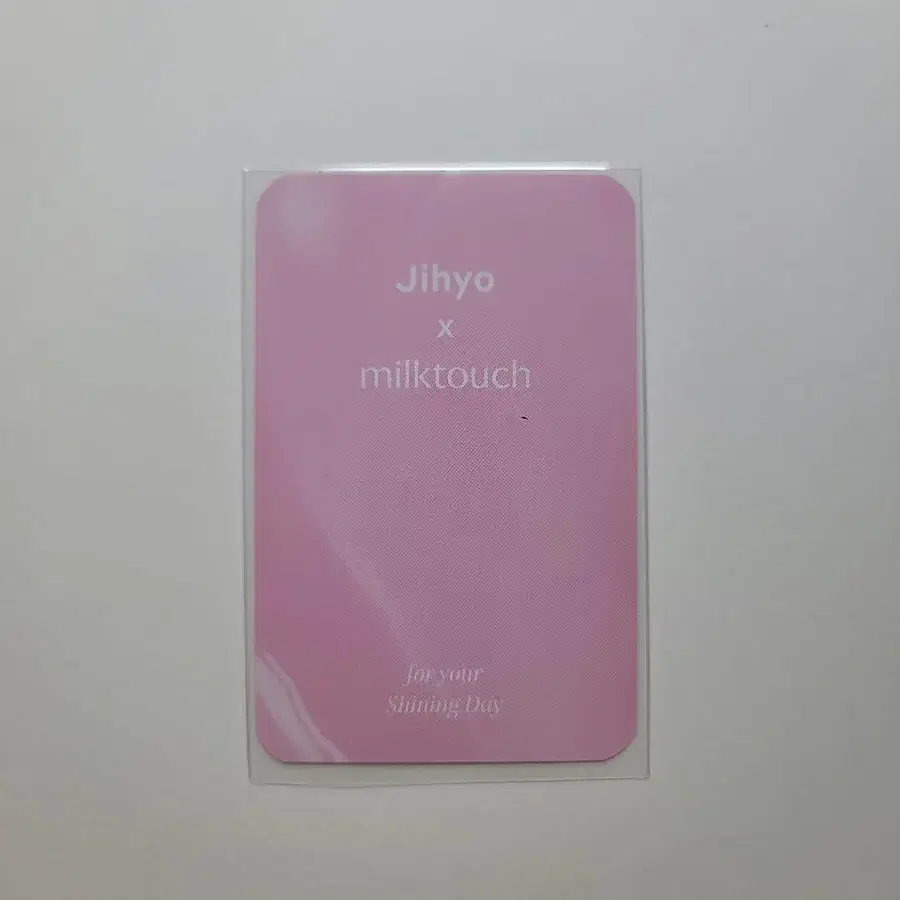 Jihyo
x
milktouch
for your
Shining Day